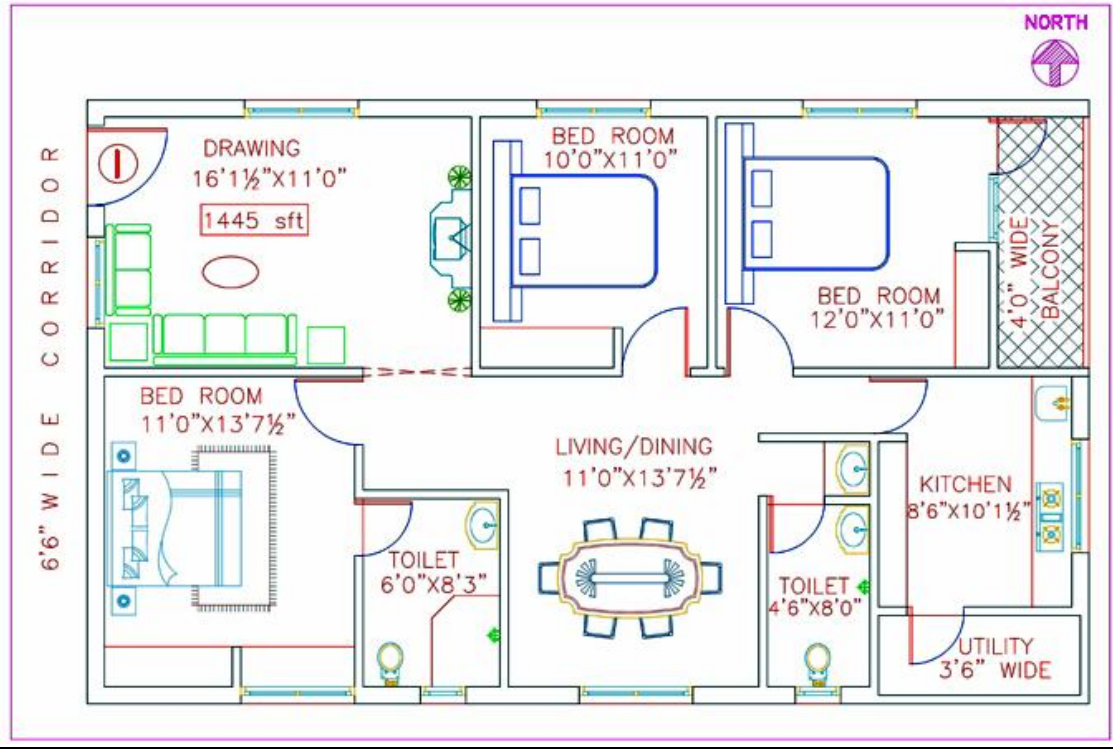 NORTH
6'6" WIDE CORRIDOR
DRAWING
16'1½"X11'0"
1445 sft
BED ROOM
10'0"X11'0"
BED ROOM
12'0"X11'0"
4'0" WIDE
BALCONY
BED ROOM
11'0"X13'7½"
LIVING/DINING
11'0"X13'7½"
KITCHEN
8'6"X10'1½"
TOILET
6'0"X8'3"
TOILET
4'6"X8'0"
UTILITY
3'6" WIDE